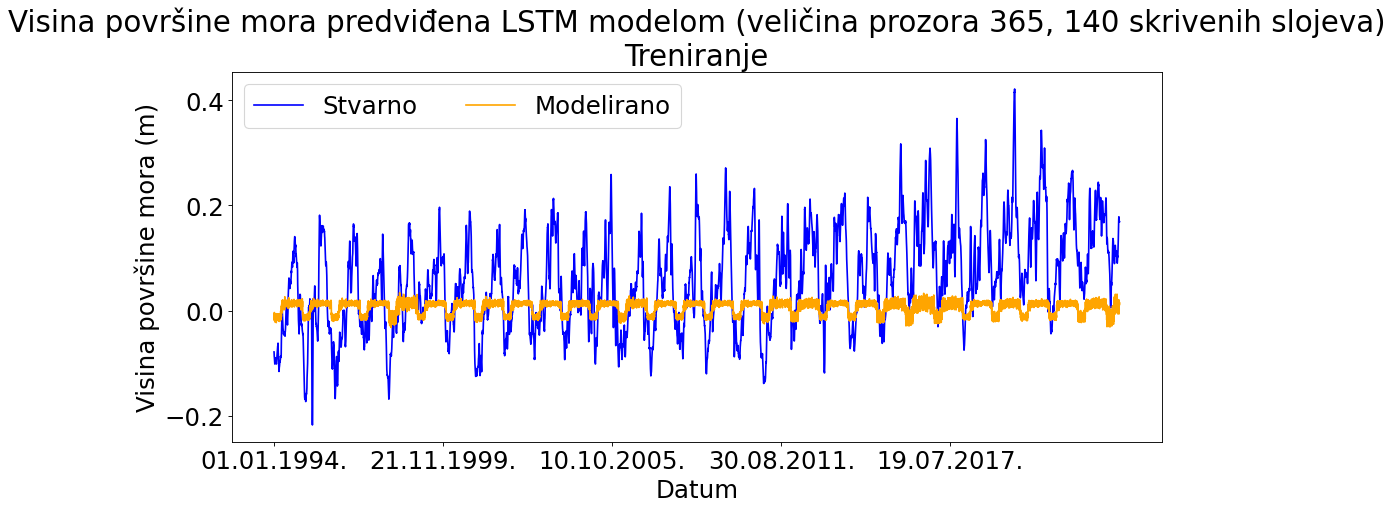 Visina površine mora predviđena LSTM modelom (veličina prozora 365, 140 skrivenih slojeva)
Treniranje
Stvarno Modelirano
Visina površine mora (m)
0.4
0.2
0.0
−0.2
01.01.1994. 21.11.1999. 10.10.2005. 30.08.2011. 19.07.2017.
Datum